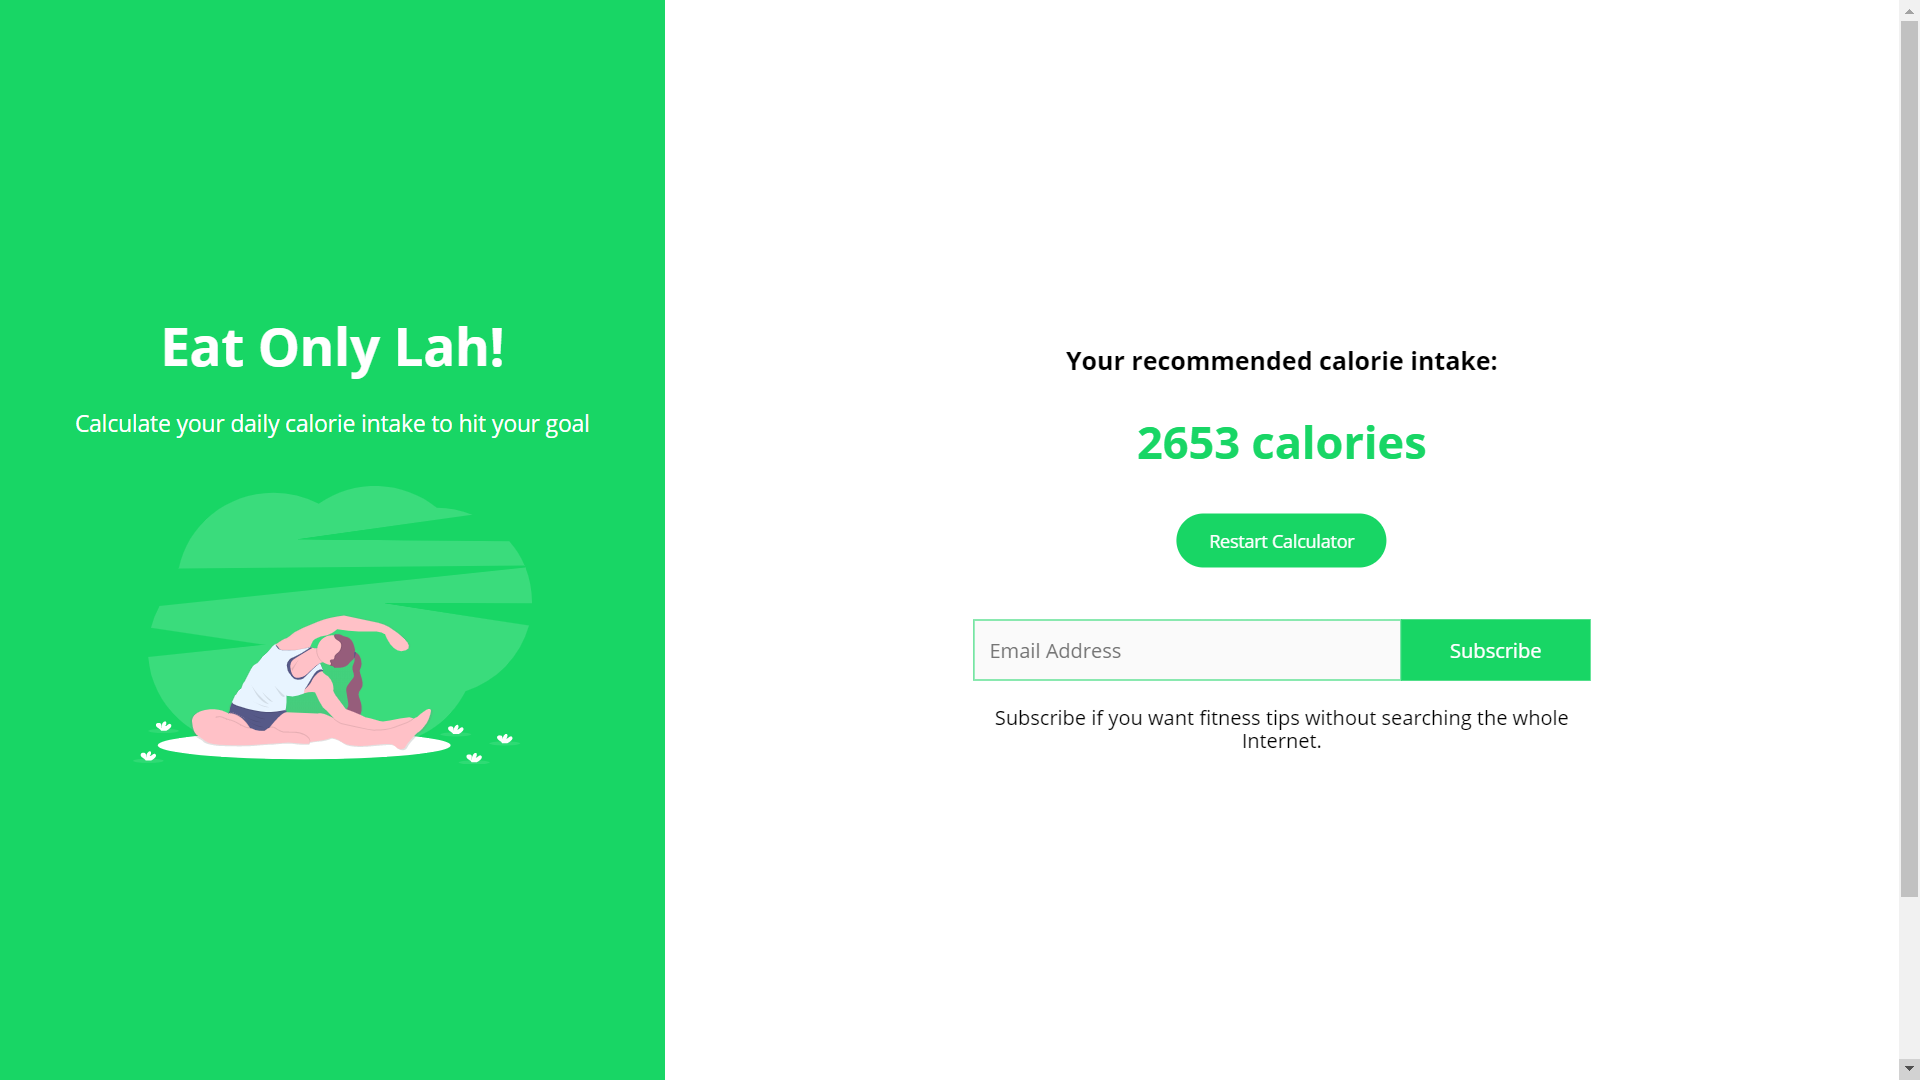 Eat Only Lah!
Calculate your daily calorie intake to hit your goal
Your recommended calorie intake:
2653 calories
Restart Calculator
Email Address
Subscribe
Subscribe if you want fitness tips without searching the whole
Internet.